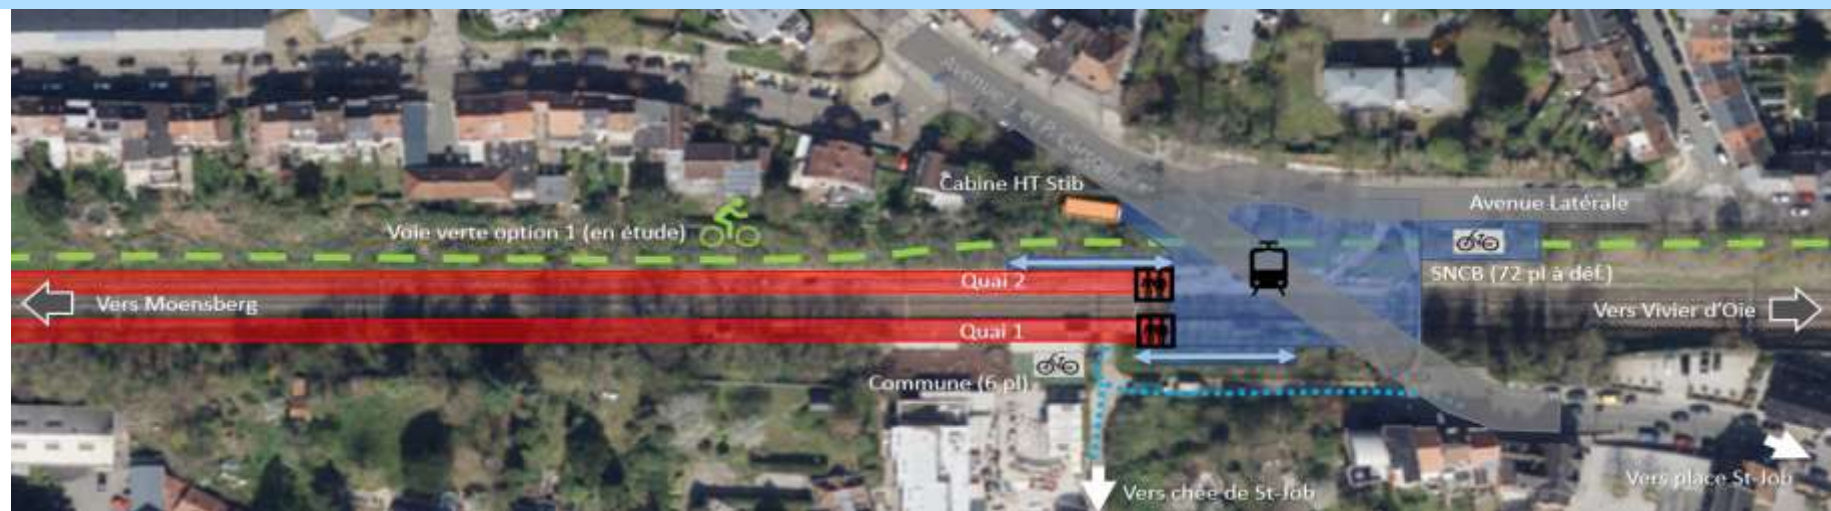 Avenue J. et P. Carsoel
Cabine HT Stib
Avenue Latérale
Voie verte option 1 (en étude)
SNCB (72 pl à déf.)
Quai 2
Vers Moensberg
Vers Vivier d'Oie
Quai 1
Commune (6 pl)
Vers place St-Job
Vers chée de St-Job